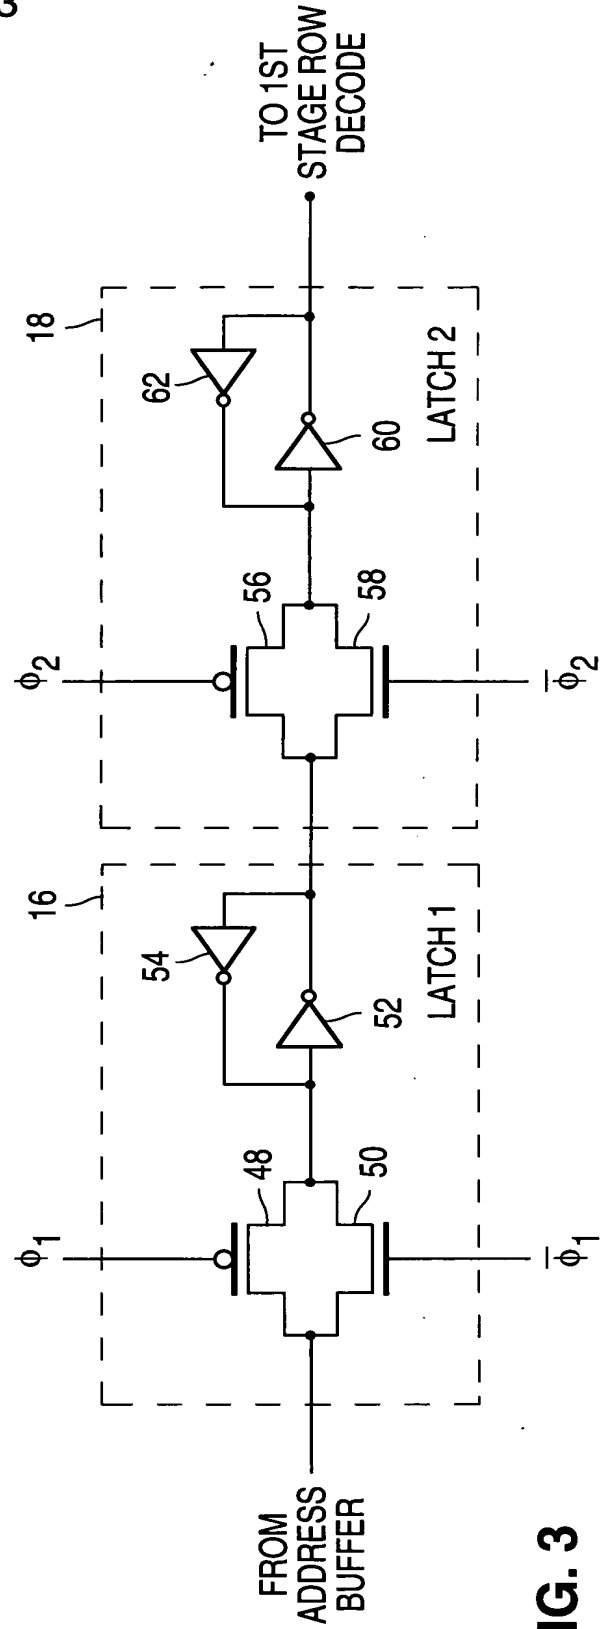 FROM
ADDRESS
BUFFER
ϕ1
ϕ̅1
48
50
52
54
16
LATCH 1
ϕ2
ϕ̅2
56
58
60
62
18
LATCH 2
TO 1ST
STAGE ROW
DECODE
IG. 3
3